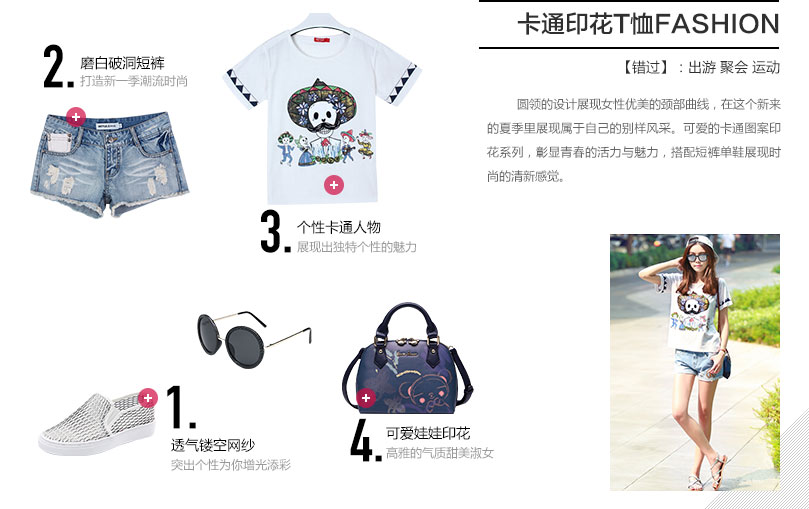 卡通印花T恤FASHION
【错过】：出游 聚会 运动
圆领的设计展现女性优美的颈部曲线，在这个新来
的夏季里展现属于自己的别样风采。可爱的卡通图案印
花系列，彰显青春的活力与魅力，搭配短裤单鞋展现时
尚的清新感觉。
2.
磨白破洞短裤
打造新一季潮流时尚
3.
个性卡通人物
展现出独特个性的魅力
1.
透气镂空网纱
突出个性为你增光添彩
4.
可爱娃娃印花
高雅的气质甜美淑女